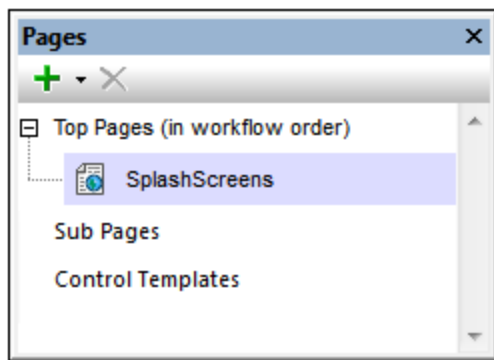 Pages
Top Pages (in workflow order)
SplashScreens
Sub Pages
Control Templates